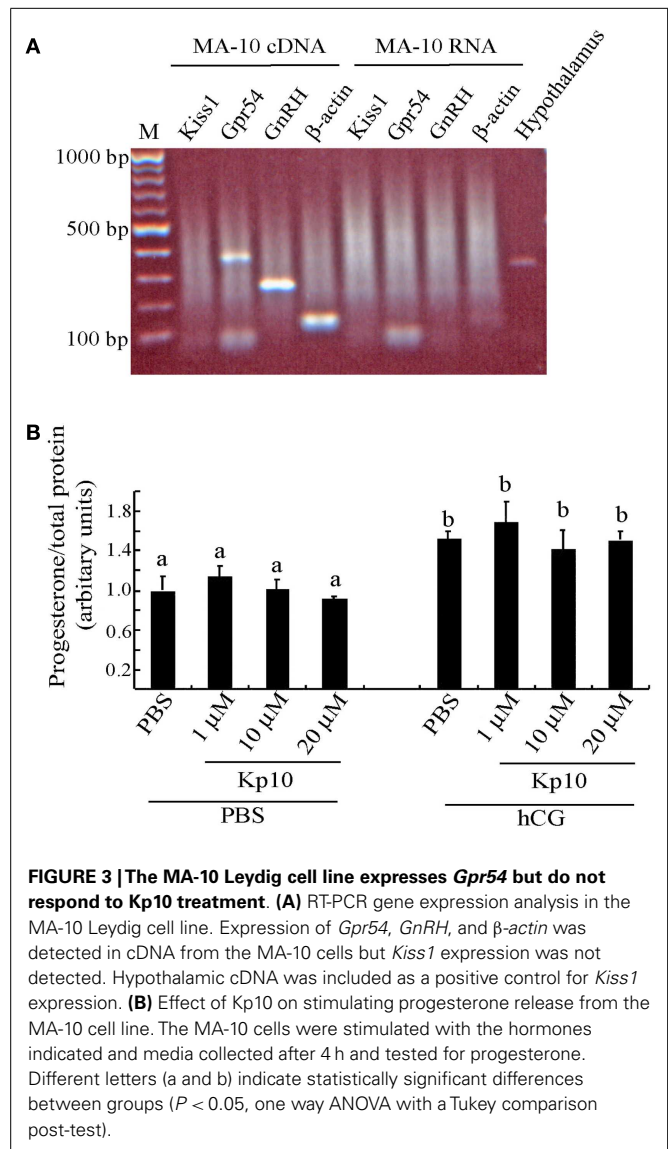 A
MA-10 cDNA MA-10 RNA
M Kiss1 Gpr54 GnRH β-actin Kiss1 Gpr54 GnRH β-actin Hypothalamus
1000 bp
500 bp
100 bp
B
Progesterone/total protein
(arbitary units)
1.8
1.4
1.0
0.6
0.2
a a a a b b b b
PBS 1 μM 10 μM 20 μM PBS 1 μM 10 μM 20 μM
Kp10 Kp10
PBS hCG
FIGURE 3 | The MA-10 Leydig cell line expresses Gpr54 but do not
respond to Kp10 treatment. (A) RT-PCR gene expression analysis in the
MA-10 Leydig cell line. Expression of Gpr54, GnRH, and β-actin was
detected in cDNA from the MA-10 cells but Kiss1 expression was not
detected. Hypothalamic cDNA was included as a positive control for Kiss1
expression. (B) Effect of Kp10 on stimulating progesterone release from the
MA-10 cell line. The MA-10 cells were stimulated with the hormones
indicated and media collected after 4 h and tested for progesterone.
Different letters (a and b) indicate statistically significant differences
between groups (P < 0.05, one way ANOVA with a Tukey comparison
post-test).